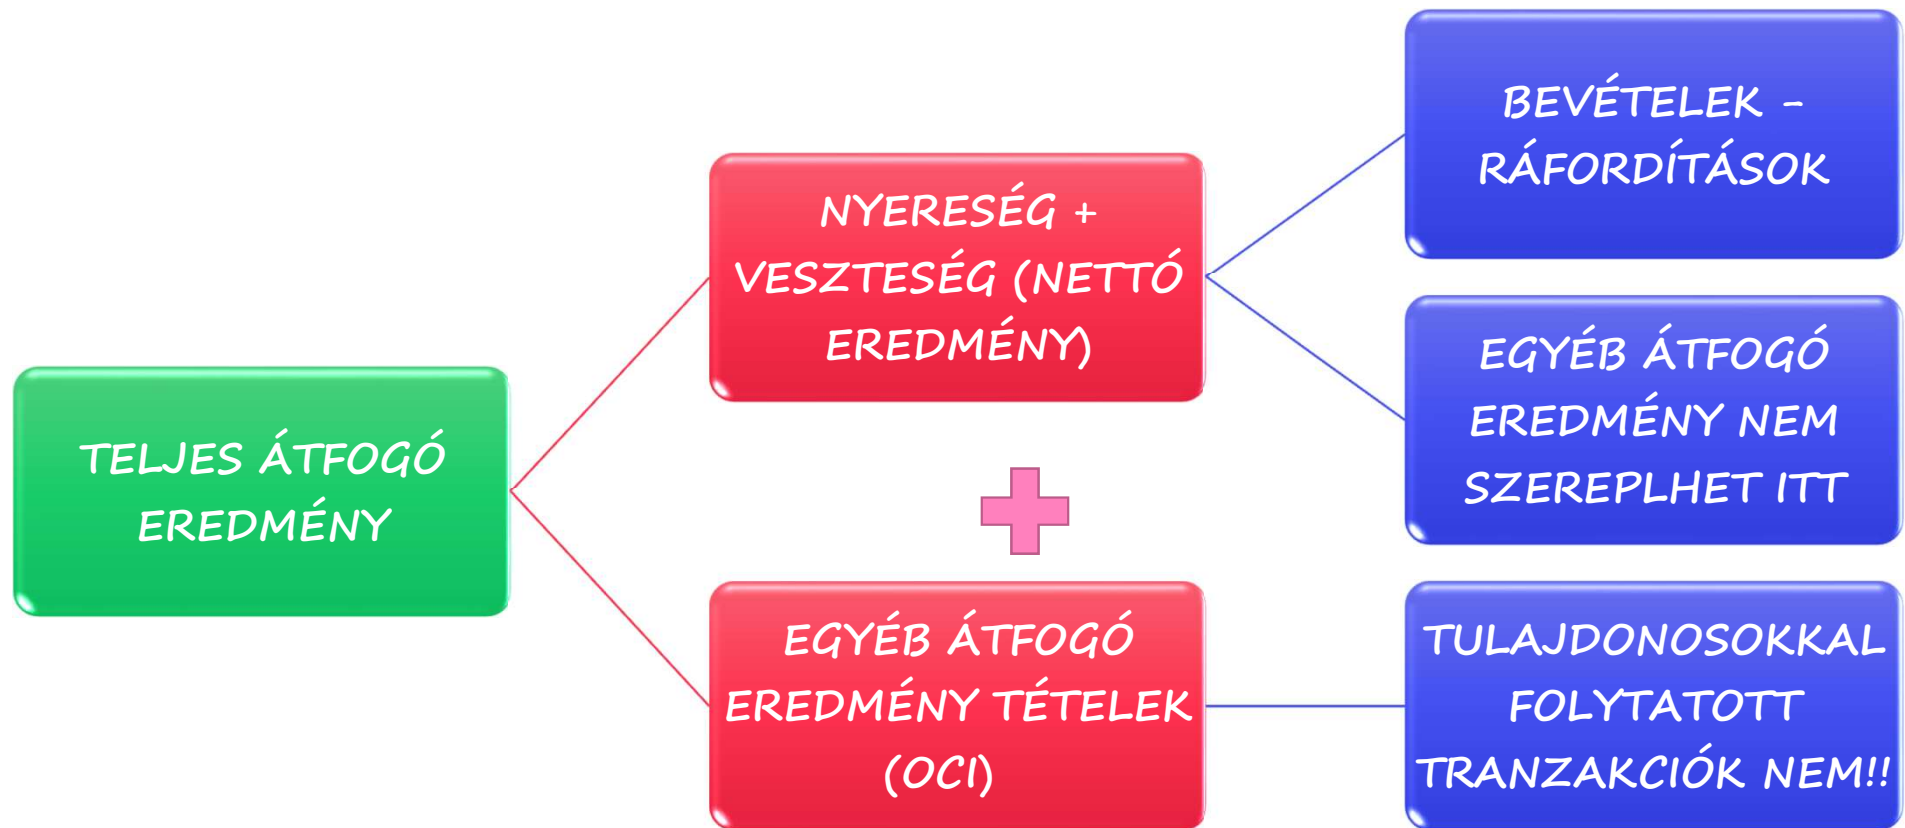 TELJES ÁTFOGÓ
EREDMÉNY
NYERESÉG +
VESZTESÉG (NETTÓ
EREDMÉNY)
EGYÉB ÁTFOGÓ
EREDMÉNY TÉTELEK
(OCI)
BEVÉTELEK -
RÁFORDÍTÁSOK
EGYÉB ÁTFOGÓ
EREDMÉNY NEM
SZEREPLHET ITT
TULAJDONOSOKKAL
FOLYTATOTT
TRANZAKCIÓK NEM!!